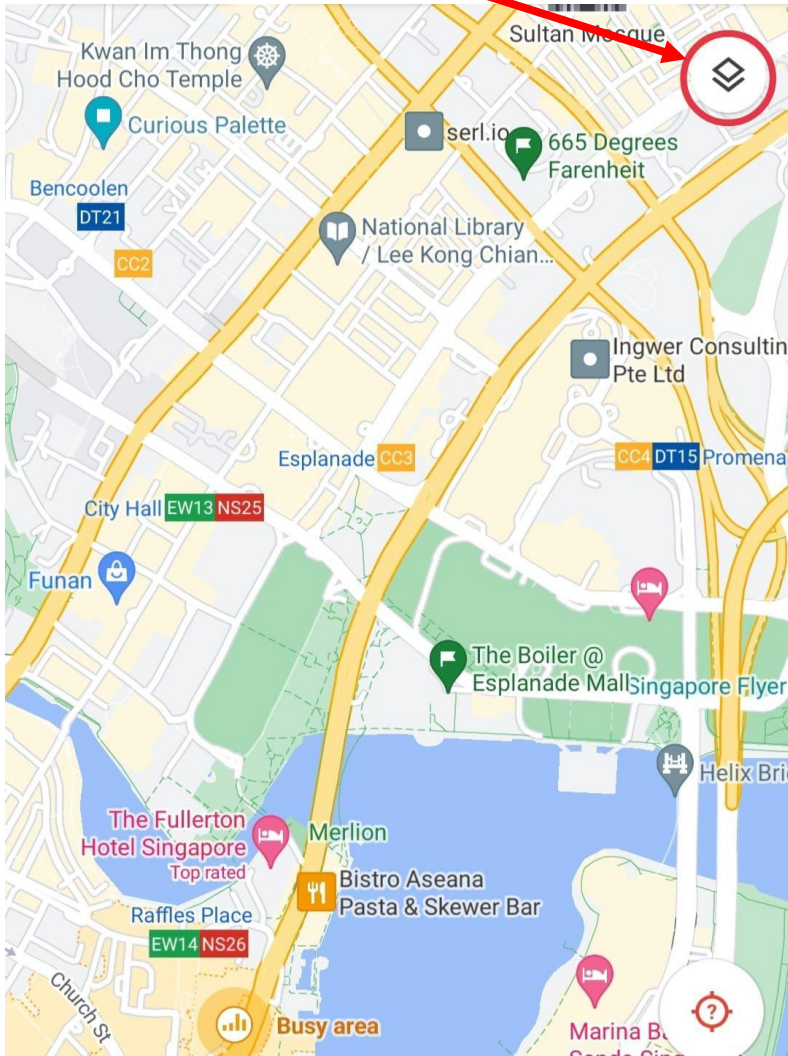 Sultan Mosque
Kwan Im Thong
Hood Cho Temple
Curious Palette
serl.io
665 Degrees
Farenheit
Bencoolen
DT21
CC2
National Library
/ Lee Kong Chian...
Ingwer Consultin
Pte Ltd
Esplanade CC3
CC4 DT15 Promena
City Hall EW13 NS25
Funan
The Boiler @
Esplanade Mall
Singapore Flyer
Helix Bri
The Fullerton
Hotel Singapore
Top rated
Merlion
Bistro Aseana
Pasta & Skewer Bar
Raffles Place
EW14 NS26
Church St
Busy area
Marina B
?